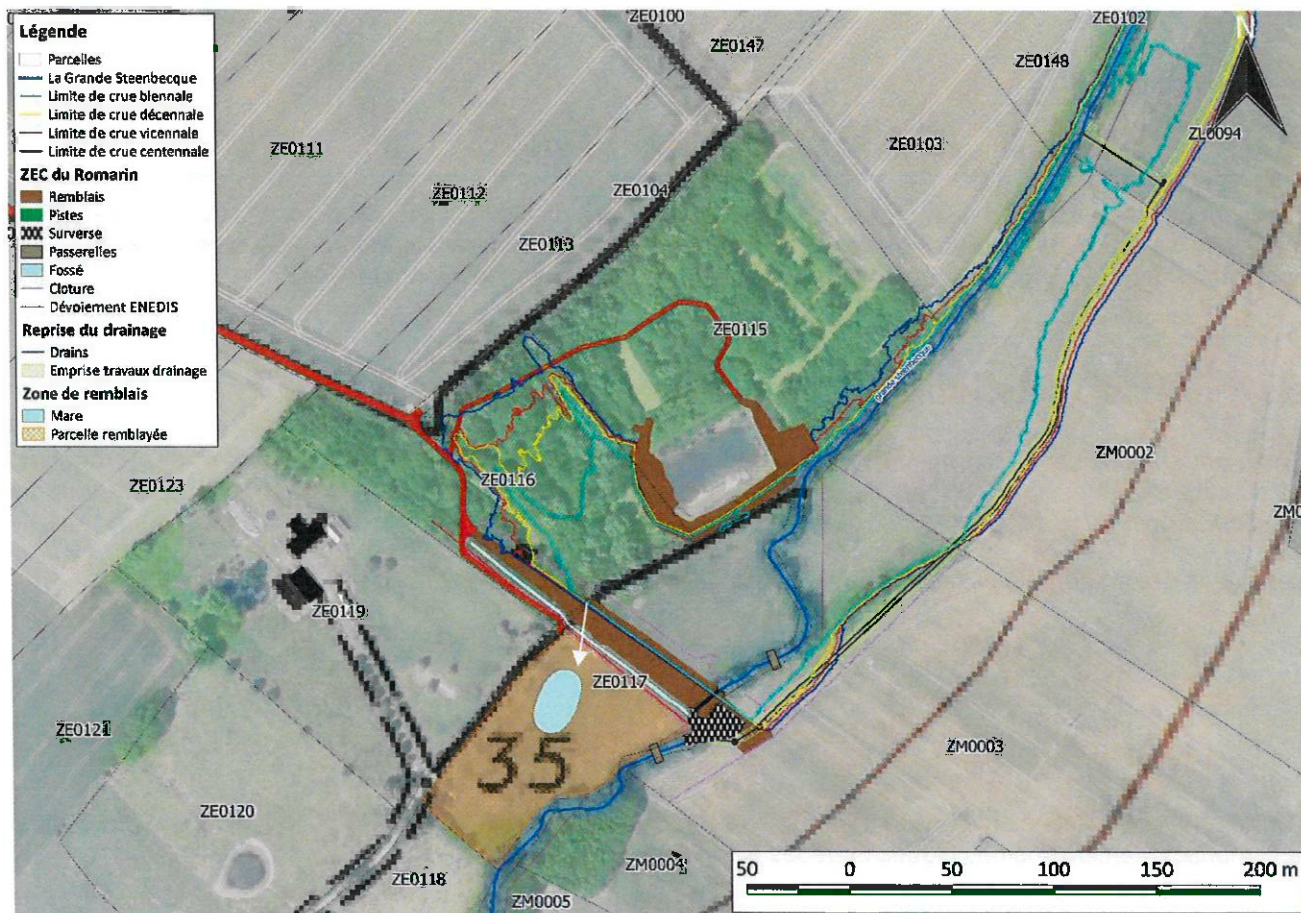 Légende
Parcelles
La Grande Steenbecque
Limite de crue biennale
Limite de crue décennale
Limite de crue vicennale
Limite de crue centennale
ZEC du Romarin
Remblais
Pistes
Surverse
Passerelles
Fossé
Cloture
Dévoiement ENEDIS
Reprise du drainage
Drains
Emprise travaux drainage
Zone de remblais
Mare
Parcelle remblayée
ZE0100
ZE0102
ZE0147
N
ZE0148
ZL0094
ZE0111
ZE0103
ZE0112
ZE0104
ZE0113
ZE0115
Grande Steenbecque
ZM0002
ZE0116
ZE0123
ZE0119
ZE0117
35
ZE0121
ZM0003
ZE0120
ZM0004
ZE0118
ZM0005
50 0 50 100 150 200 m